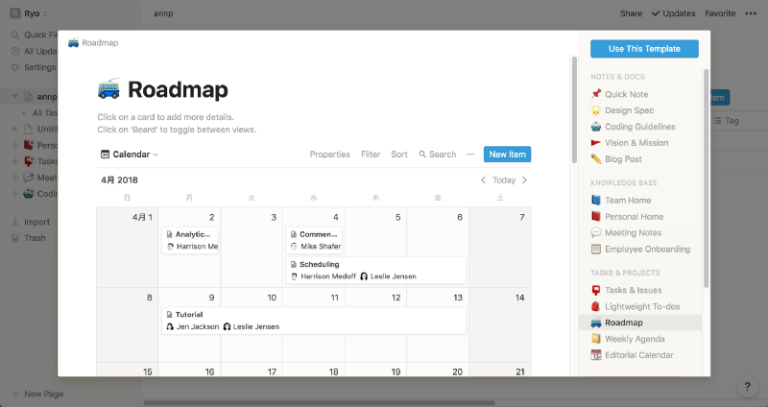 Ryo
annp
Share
Updates
Favorite
Quick Fin
All Upda
Settings
annp
All Tas
Untitl
Perso
Tasks
Meeti
Codi
Import
Trash
New Page
Tag
Roadmap
Roadmap
Click on a card to add more details.
Click on 'Board' to toggle between views.
Calendar
Properties Filter Sort Search ••• New Item
4月 2018
Today
日 月 火 水 木 金 土
4月 1 2 3 4 5 6 7
Analytic...
Harrison Me
Commen...
Mike Shafer
Scheduling
Harrison Medoff Leslie Jensen
8 9 10 11 12 13 14
Tutorial
Jen Jackson Leslie Jensen
15 16 17 18 19 20 21
Use This Template
NOTES & DOCS
Quick Note
Design Spec
Coding Guidelines
Vision & Mission
Blog Post
KNOWLEDGE BASE
Team Home
Personal Home
Meeting Notes
Employee Onboarding
TASKS & PROJECTS
Tasks & Issues
Lightweight To-dos
Roadmap
Weekly Agenda
Editorial Calendar
?